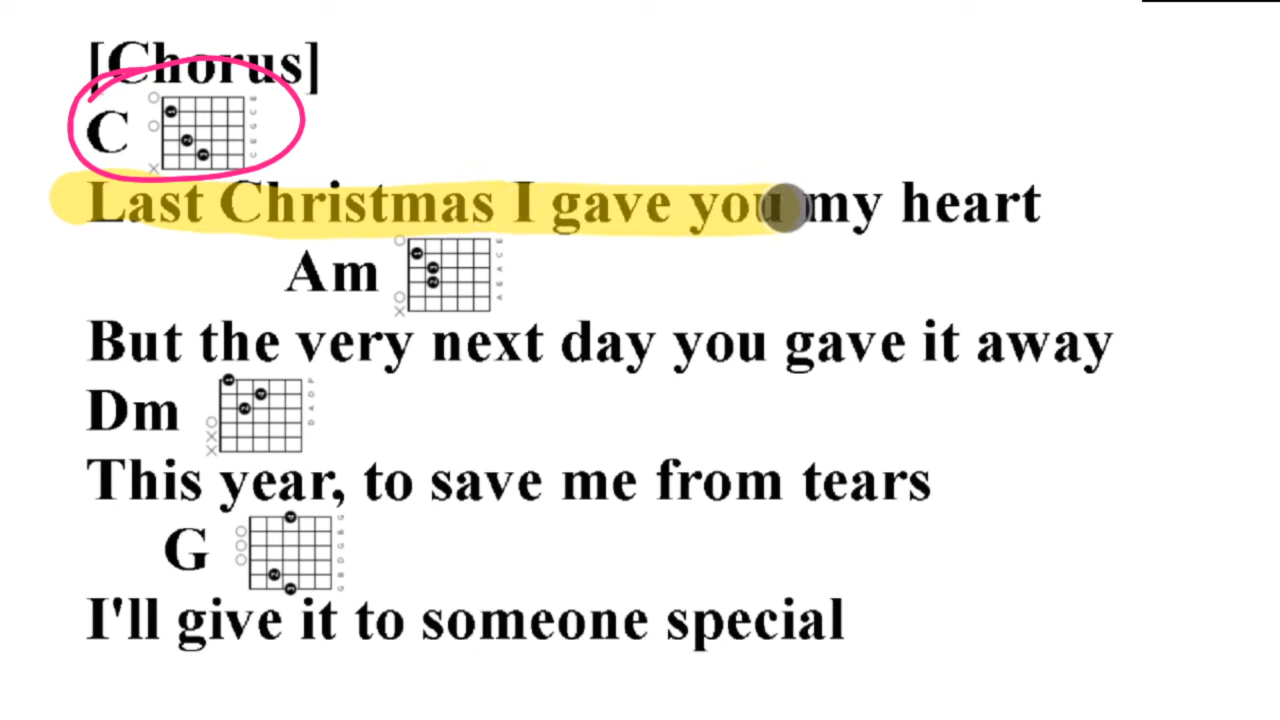 [Chorus]
C
Last Christmas I gave you my heart
Am
But the very next day you gave it away
Dm
This year, to save me from tears
G
I'll give it to someone special